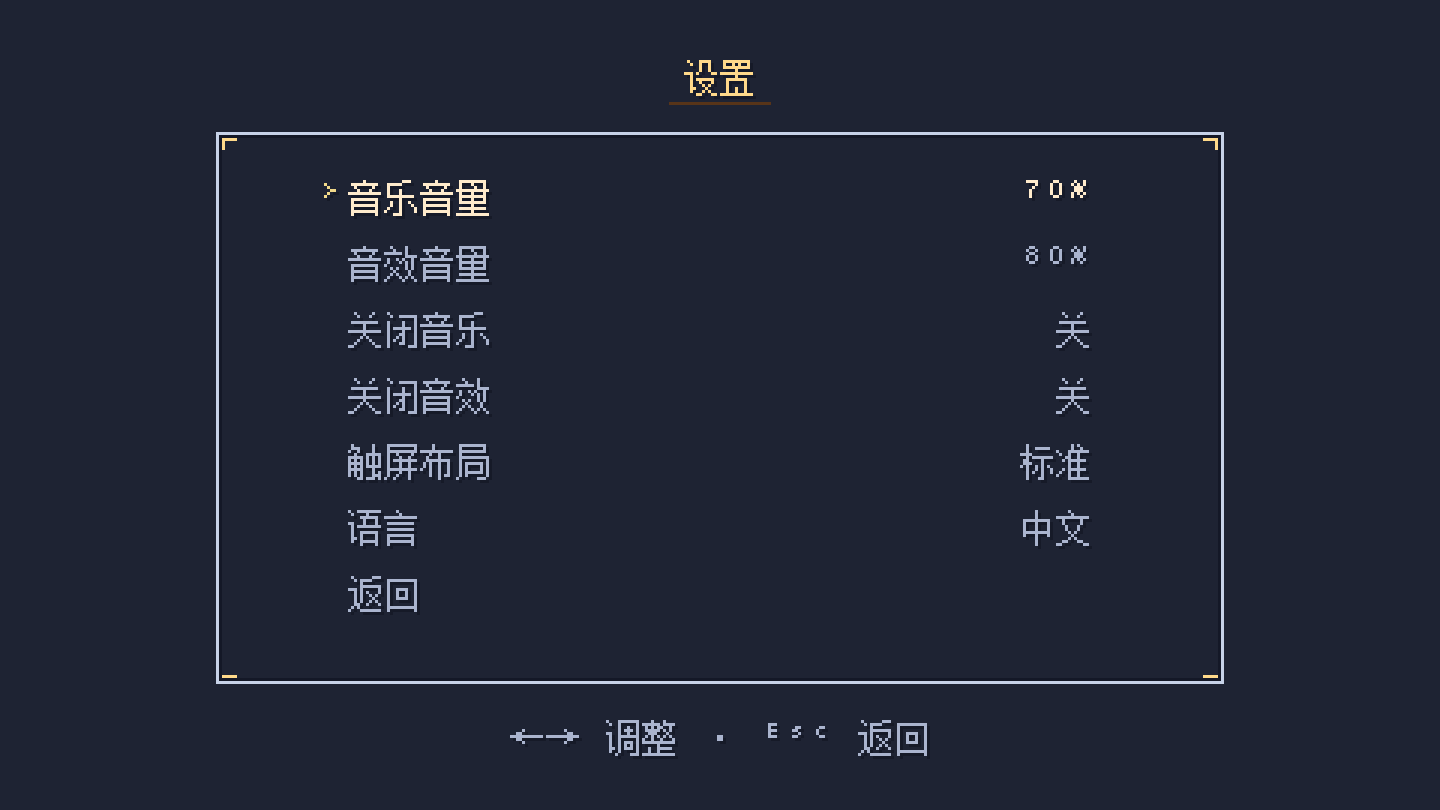 设置
> 音乐音量 70%
音效音量 80%
关闭音乐 关
关闭音效 关
触屏布局 标准
语言 中文
返回
←→ 调整 · Esc 返回